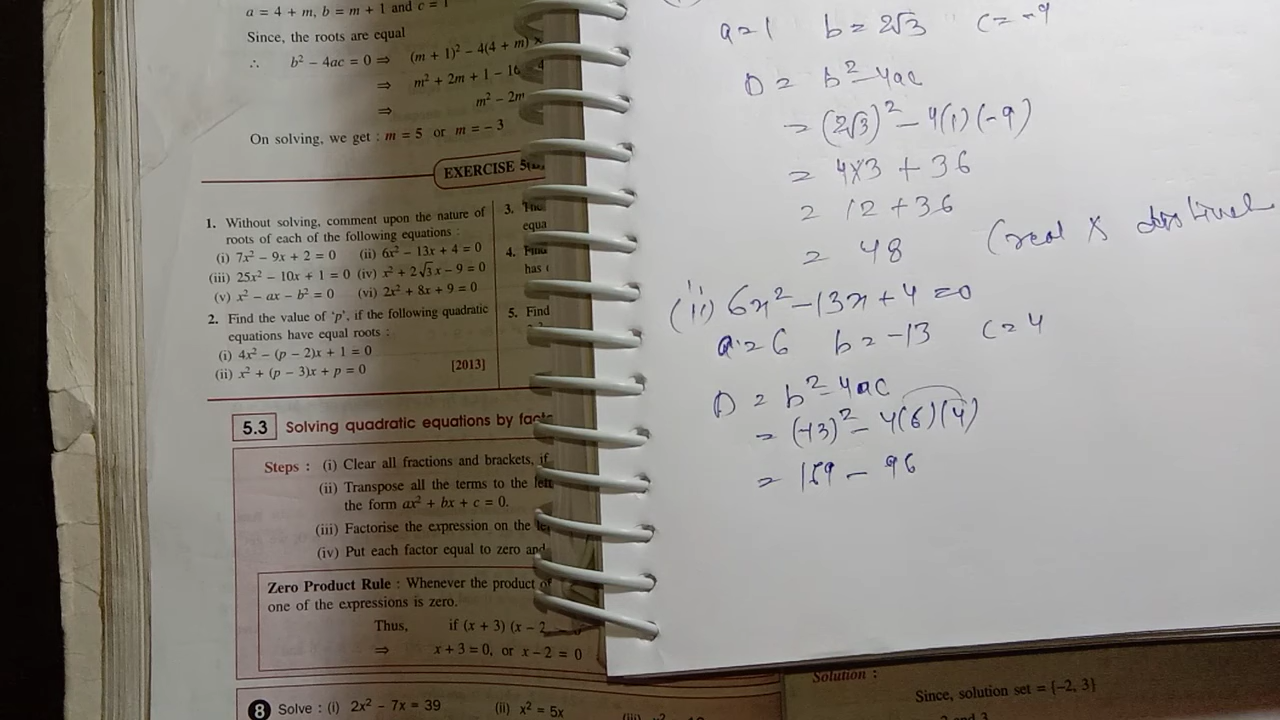 a = 4 + m, b = m + 1 and c = 1
Since, the roots are equal
∴ b² – 4ac = 0 ⇒ (m + 1)² – 4(4 + m)
⇒ m² + 2m + 1 – 16
⇒ m² – 2m
On solving, we get : m = 5 or m = – 3
EXERCISE
1. Without solving, comment upon the nature of
roots of each of the following equations :
(i) 7x² – 9x + 2 = 0 (ii) 6x² – 13x + 4 = 0
(iii) 25x² – 10x + 1 = 0 (iv) x² + 2√3 x – 9 = 0
(v) x² – ax – b² = 0 (vi) 2x² + 8x + 9 = 0
2. Find the value of 'p', if the following quadratic
equations have equal roots :
(i) 4x² – (p – 2)x + 1 = 0
(ii) x² + (p – 3)x + p = 0 [2013]
3.
equa
4. Find
has
5. Find
5.3 Solving quadratic equations by
Steps : (i) Clear all fractions and brackets, if
(ii) Transpose all the terms to the left
the form ax² + bx + c = 0.
(iii) Factorise the expression on the
(iv) Put each factor equal to zero and
Zero Product Rule : Whenever the product of
one of the expressions is zero.
Thus, if (x + 3) (x – 2
⇒ x + 3 = 0, or x – 2 = 0
8 Solve : (i) 2x² – 7x = 39 (ii) x² = 5x
a = 1 b = 2√3 c = -9
D = b² - 4ac
= (2√3)² - 4(1)(-9)
= 4×3 + 36
= 12 + 36
= 48 (real
(ii) 6x² - 13x + 4 = 0
a = 6 b = -13 c = 4
D = b² - 4ac
= (-13)² - 4(6)(4)
= 169 - 96
Solution :
Since, solution set = {–2, 3}